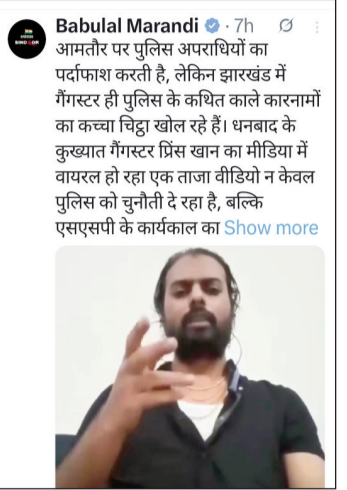 Babulal Marandi · 7h
आमतौर पर पुलिस अपराधियों का
पर्दाफाश करती है, लेकिन झारखंड में
गैंगस्टर ही पुलिस के कथित काले कारनामों
का कच्चा चिट्ठा खोल रहे हैं। धनबाद के
कुख्यात गैंगस्टर प्रिंस खान का मीडिया में
वायरल हो रहा एक ताजा वीडियो न केवल
पुलिस को चुनौती दे रहा है, बल्कि
एसएसपी के कार्यकाल का Show more